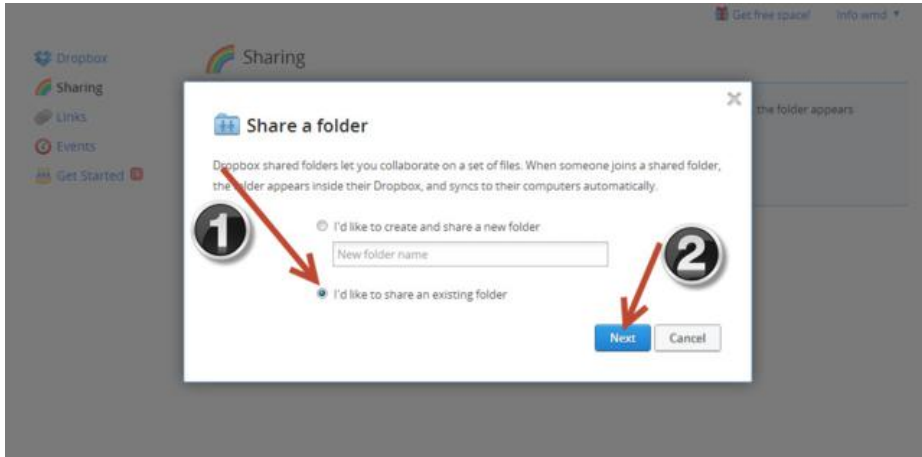 Get free space!
Info wmd
Dropbox
Sharing
Sharing
Links
the folder appears
Events
Get Started
Share a folder
Dropbox shared folders let you collaborate on a set of files. When someone joins a shared folder,
the folder appears inside their Dropbox, and syncs to their computers automatically.
1
I'd like to create and share a new folder
New folder name
2
I'd like to share an existing folder
Next
Cancel